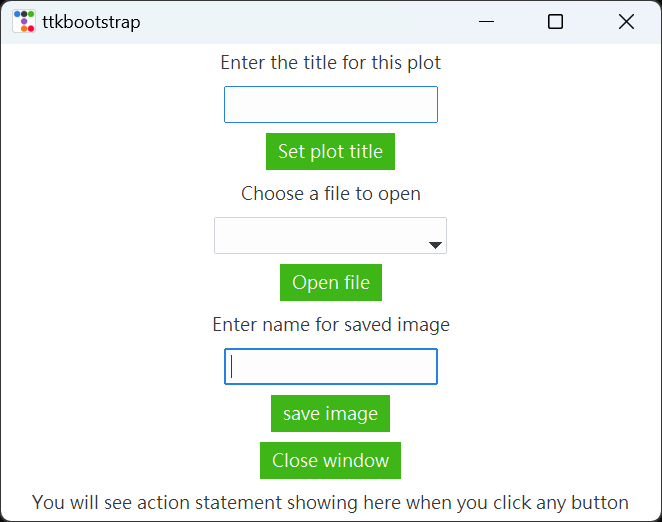 ttkbootstrap
Enter the title for this plot
Set plot title
Choose a file to open
Open file
Enter name for saved image
save image
Close window
You will see action statement showing here when you click any button